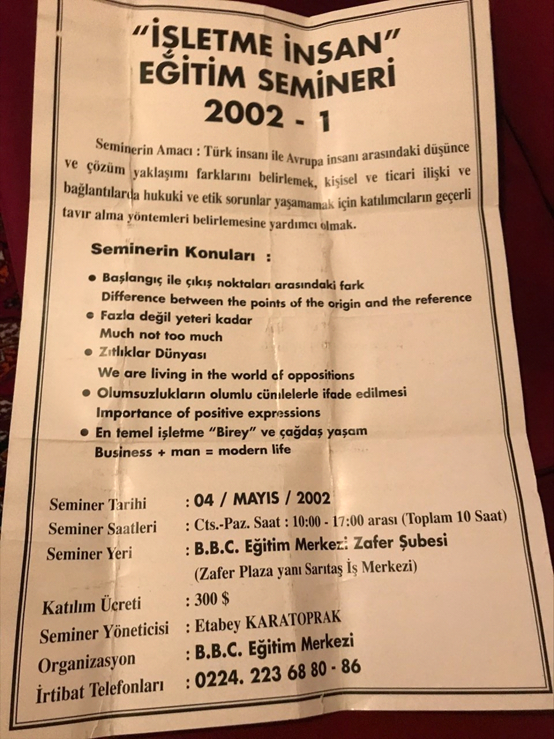 “İŞLETME İNSAN”
EĞİTİM SEMİNERİ
2002 - 1
Seminerin Amacı : Türk insanı ile Avrupa insanı arasındaki düşünce
ve çözüm yaklaşımı farklarını belirlemek, kişisel ve ticari ilişki ve
bağlantılarda hukuki ve etik sorunlar yaşamamak için katılımcıların geçerli
tavır alma yöntemleri belirlemesine yardımcı olmak.
Seminerin Konuları :
• Başlangıç ile çıkış noktaları arasındaki fark
Difference between the points of the origin and the reference
• Fazla değil yeteri kadar
Much not too much
• Zıtlıklar Dünyası
We are living in the world of oppositions
• Olumsuzlukların olumlu cümlelerle ifade edilmesi
Importance of positive expressions
• En temel işletme “Birey” ve çağdaş yaşam
Business + man = modern life
Seminer Tarihi : 04 / MAYIS / 2002
Seminer Saatleri : Cts.-Paz. Saat : 10:00 - 17:00 arası (Toplam 10 Saat)
Seminer Yeri : B.B.C. Eğitim Merkezi Zafer Şubesi
(Zafer Plaza yanı Sarıtaş İş Merkezi)
Katılım Ücreti : 300 $
Seminer Yöneticisi : Etabey KARATOPRAK
Organizasyon : B.B.C. Eğitim Merkezi
İrtibat Telefonları : 0224. 223 68 80 - 86